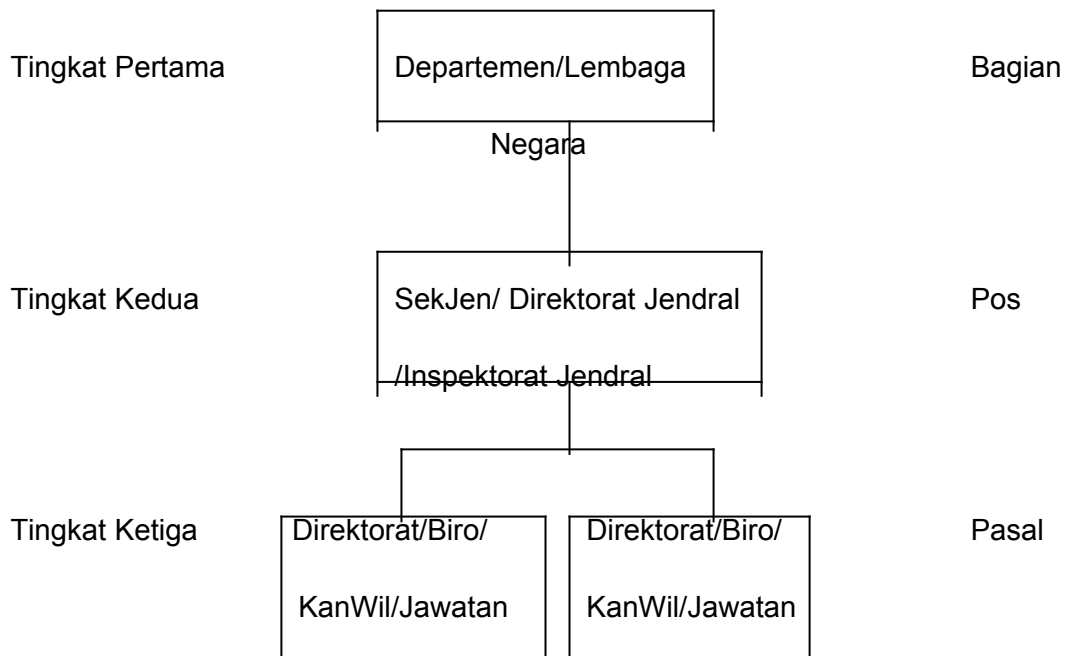 Tingkat Pertama Departemen/Lembaga Bagian
Negara
Tingkat Kedua SekJen/ Direktorat Jendral Pos
/Inspektorat Jendral
Tingkat Ketiga Direktorat/Biro/ Direktorat/Biro/ Pasal
KanWil/Jawatan KanWil/Jawatan